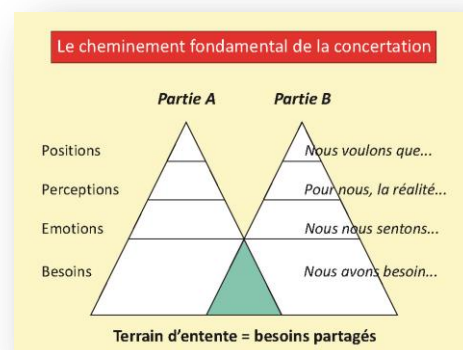 Le cheminement fondamental de la concertation
Partie A Partie B
Positions Nous voulons que...
Perceptions Pour nous, la réalité...
Emotions Nous nous sentons...
Besoins Nous avons besoin...
Terrain d'entente = besoins partagés